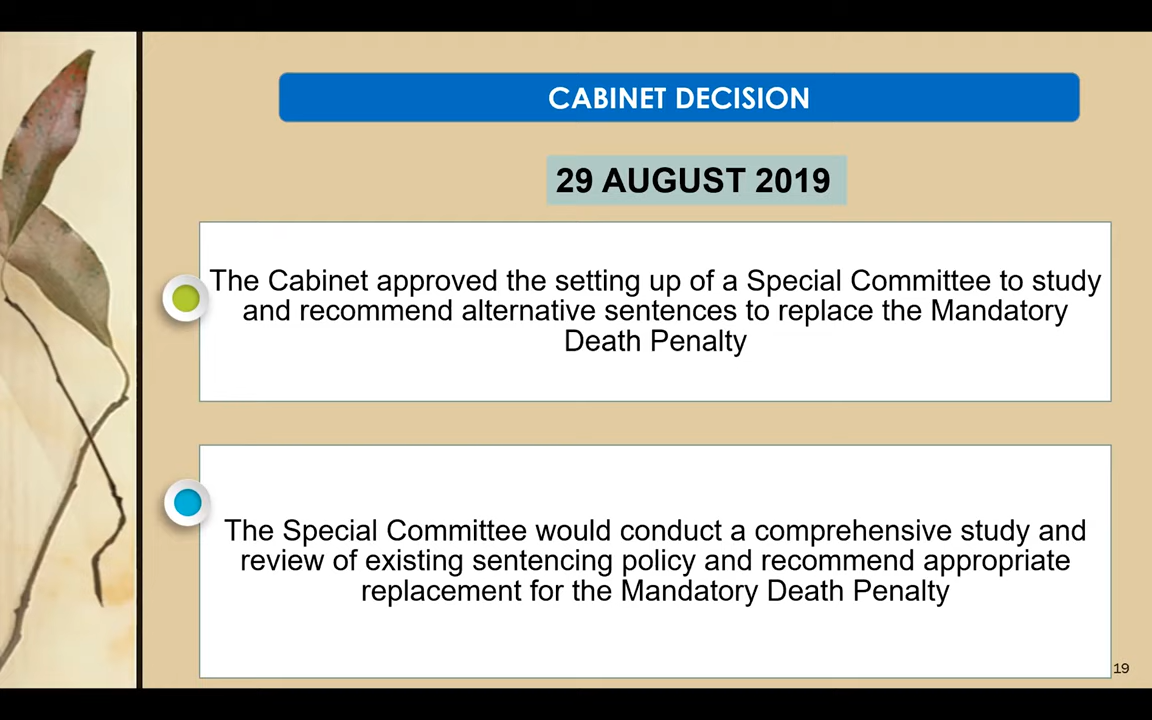 CABINET DECISION
29 AUGUST 2019
The Cabinet approved the setting up of a Special Committee to study
and recommend alternative sentences to replace the Mandatory
Death Penalty
The Special Committee would conduct a comprehensive study and
review of existing sentencing policy and recommend appropriate
replacement for the Mandatory Death Penalty
19